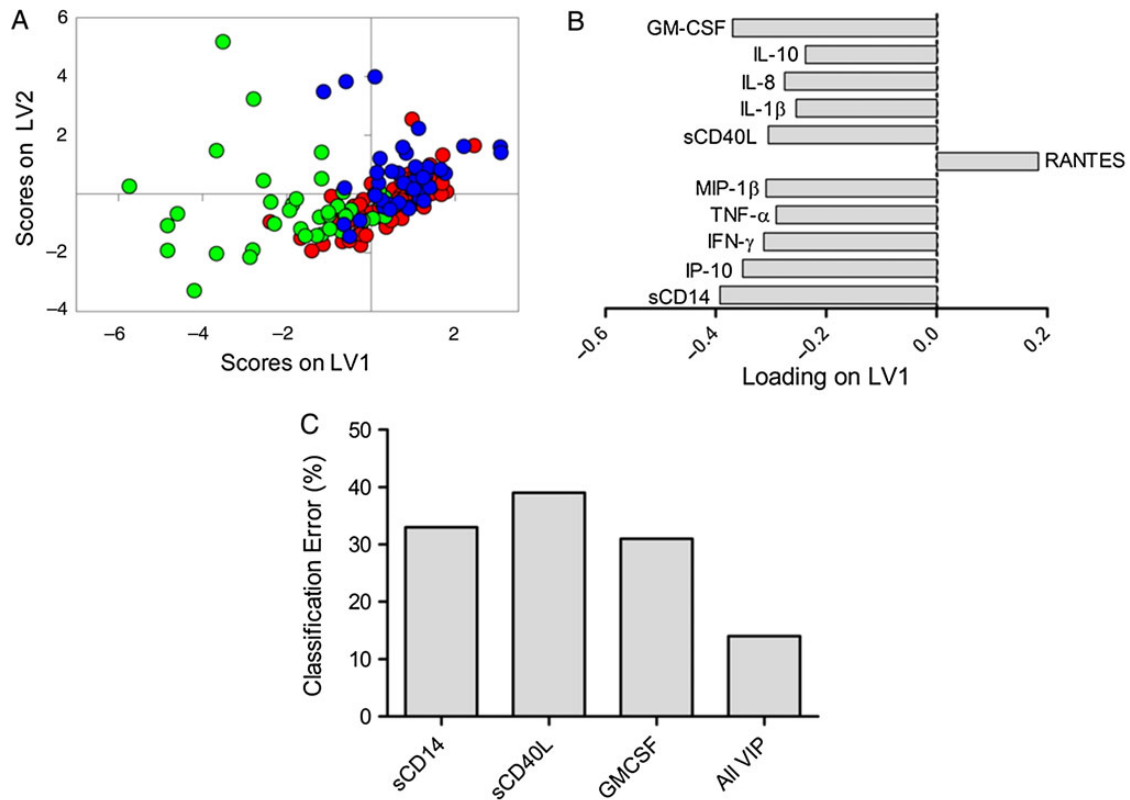 A
6
4
2
0
−2
−4
Scores on LV2
−6
−4
−2
0
2
Scores on LV1
B
GM-CSF
IL-10
IL-8
IL-1β
sCD40L
RANTES
MIP-1β
TNF-α
IFN-γ
IP-10
sCD14
−0.6
−0.4
−0.2
0.0
0.2
Loading on LV1
C
50
40
30
20
10
0
Classification Error (%)
sCD14
sCD40L
GMCSF
All VIP